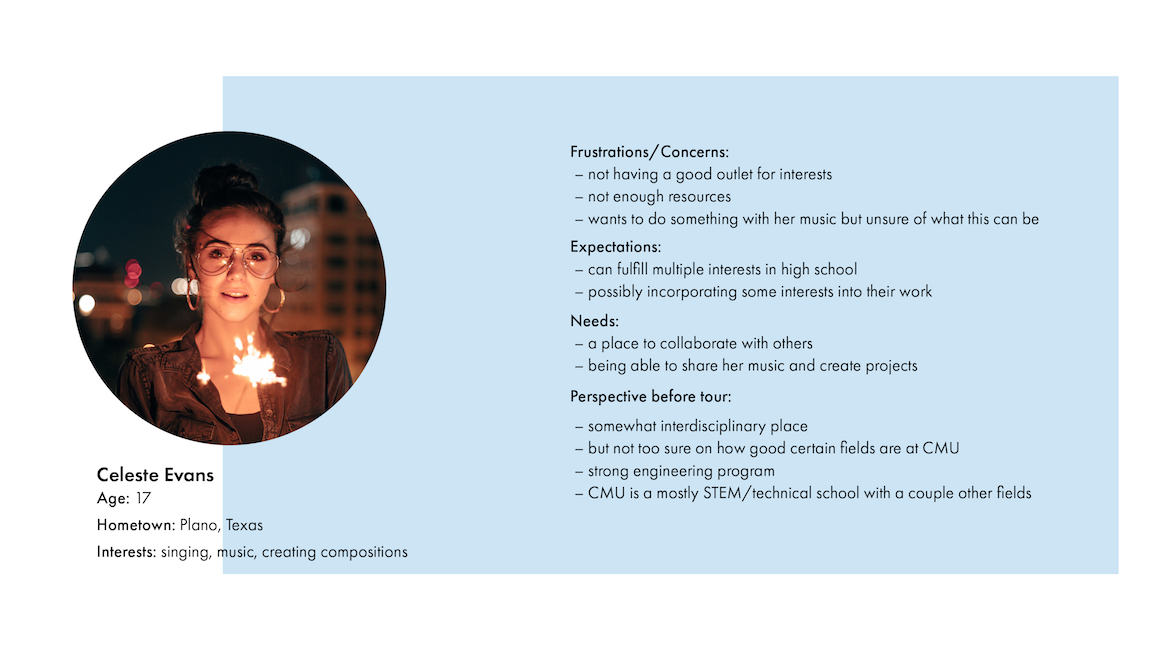 Celeste Evans
Age: 17
Hometown: Plano, Texas
Interests: singing, music, creating compositions
Frustrations/Concerns:
– not having a good outlet for interests
– not enough resources
– wants to do something with her music but unsure of what this can be
Expectations:
– can fulfill multiple interests in high school
– possibly incorporating some interests into their work
Needs:
– a place to collaborate with others
– being able to share her music and create projects
Perspective before tour:
– somewhat interdisciplinary place
– but not too sure on how good certain fields are at CMU
– strong engineering program
– CMU is a mostly STEM/technical school with a couple other fields